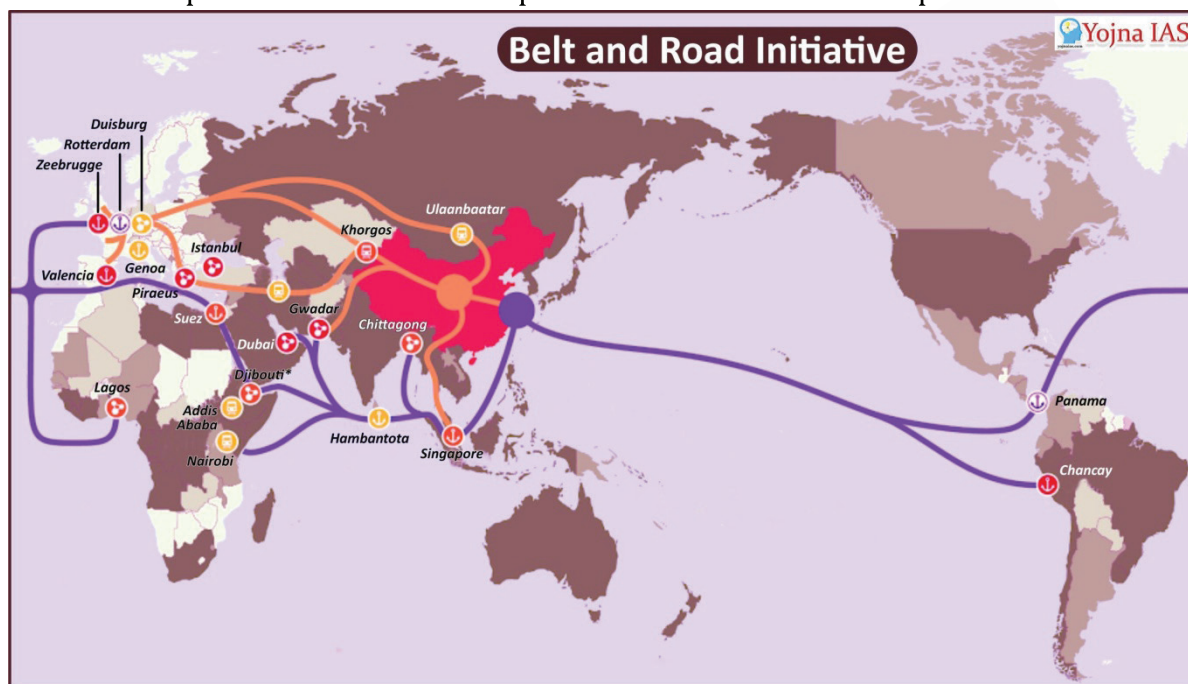 Belt and Road Initiative
Yojna IAS
Duisburg
Rotterdam
Zeebrugge
Ulaanbaatar
Khorgos
Istanbul
Genoa
Valencia
Piraeus
Gwadar
Suez
Chittagong
Dubai
Djibouti*
Lagos
Addis
Ababa
Hambantota
Panama
Nairobi
Singapore
Chancay